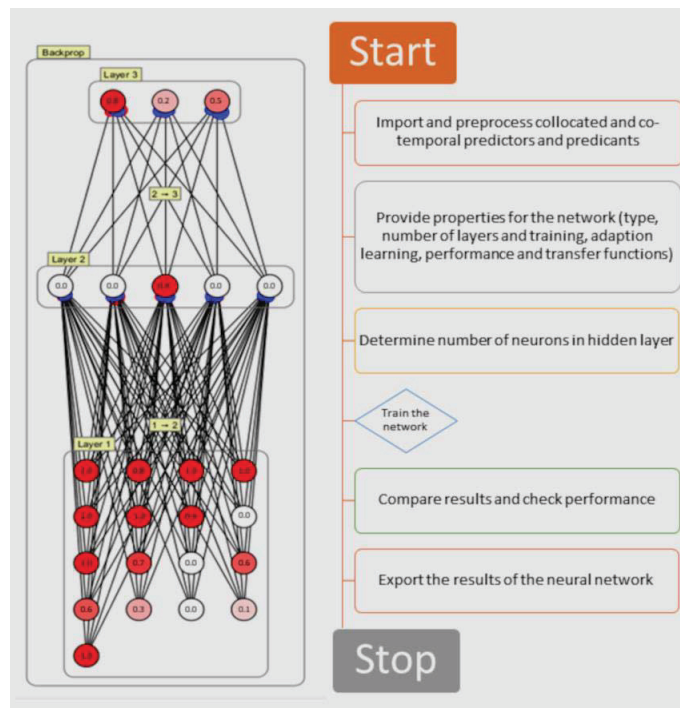 Backprop
Layer 3
0.8
0.2
0.5
2 → 3
Layer 2
0.0
0.0
0.0
0.0
1 → 2
Layer 1
1.0
0.0
0.7
0.0
0.6
0.6
0.3
0.0
0.1
Start
Import and preprocess collocated and co-
temporal predictors and predicants
Provide properties for the network (type,
number of layers and training, adaption
learning, performance and transfer functions)
Determine number of neurons in hidden layer
Train the
network
Compare results and check performance
Export the results of the neural network
Stop